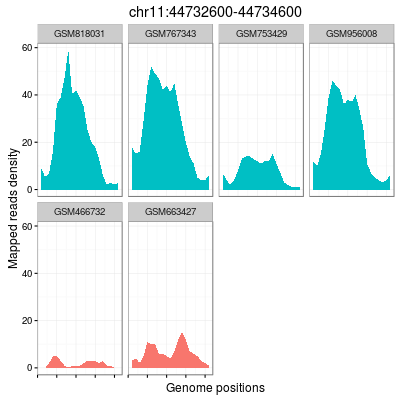 chr11:44732600-44734600
GSM818031 GSM767343 GSM753429 GSM956008
60
40
20
0
GSM466732 GSM663427
60
40
20
0
Mapped reads density
Genome positions